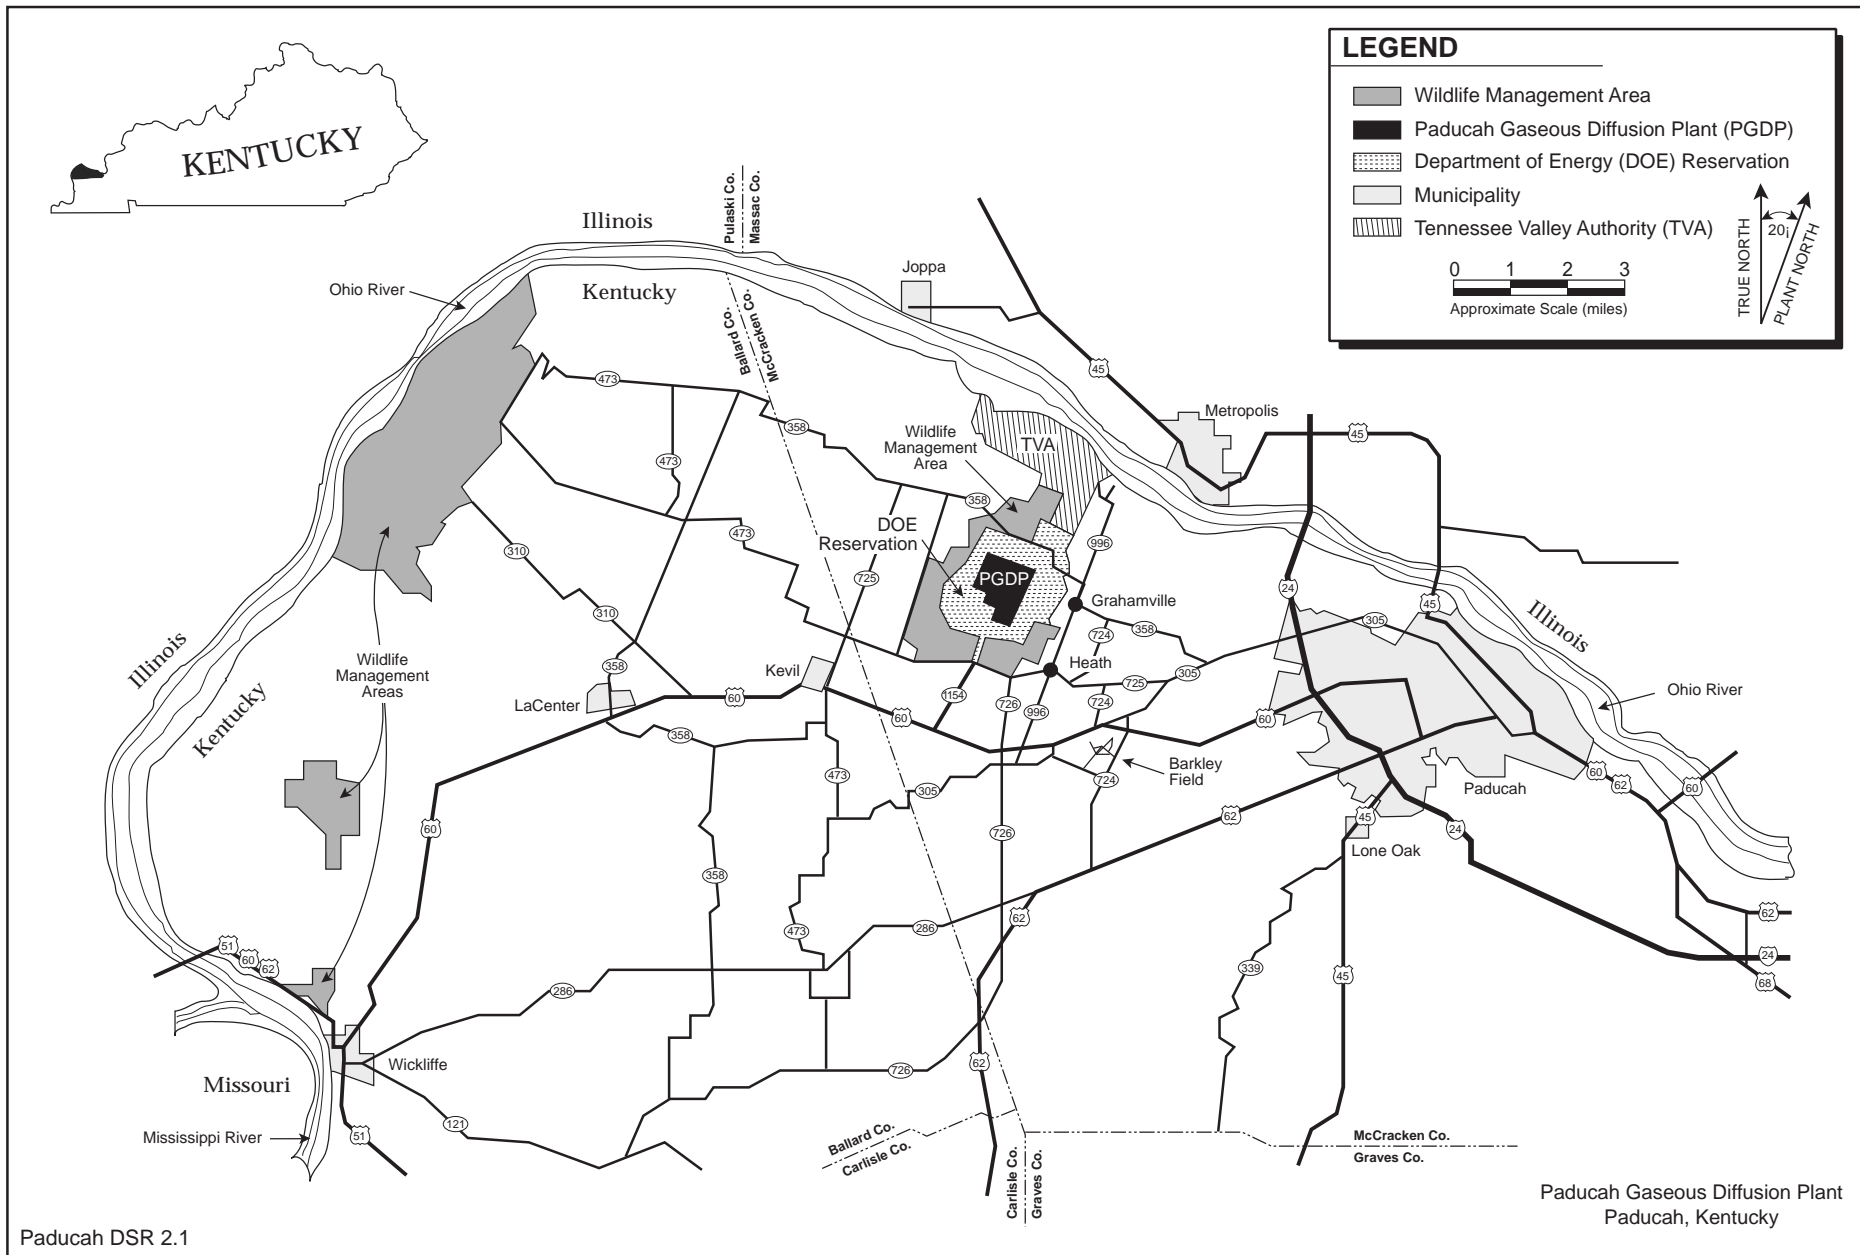 LEGEND
Wildlife Management Area
Paducah Gaseous Diffusion Plant (PGDP)
Department of Energy (DOE) Reservation
Municipality
Tennessee Valley Authority (TVA)
0 1 2 3
Approximate Scale (miles)
TRUE NORTH
20¡
PLANT NORTH
KENTUCKY
Pulaski Co.
Massac Co.
Illinois
Kentucky
Ohio River
Joppa
Ballard Co.
McCracken Co.
473
45
358
Metropolis
45
Wildlife
Management
Area
TVA
473
358
473
DOE
Reservation
996
310
725
PGDP
24
45
Grahamville
310
724
358
305
Illinois
Illinois
Kentucky
Wildlife
Management
Areas
358
Kevil
Heath
725
305
LaCenter
60
1154
726
996
724
60
60
Ohio River
358
Barkley
Field
724
473
305
60
62
60
Paducah
60
62
45
24
726
Lone Oak
358
62
286
473
62
51
60
62
339
45
24
68
286
Wickliffe
62
726
Missouri
Mississippi River
121
51
Ballard Co.
Carlisle Co.
McCracken Co.
Graves Co.
Carlisle Co.
Graves Co.
Paducah Gaseous Diffusion Plant
Paducah, Kentucky
Paducah DSR 2.1